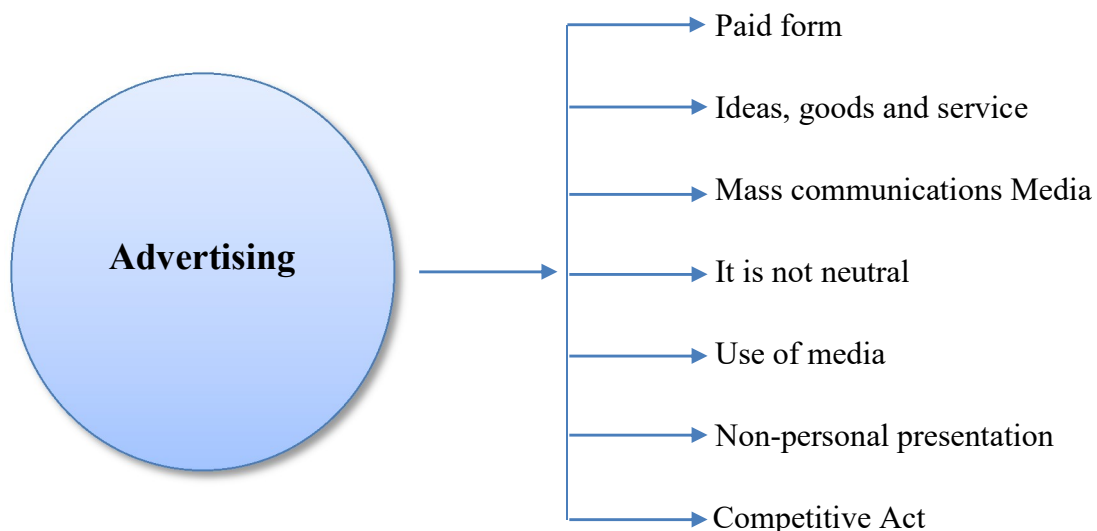 Advertising
Paid form
Ideas, goods and service
Mass communications Media
It is not neutral
Use of media
Non-personal presentation
Competitive Act